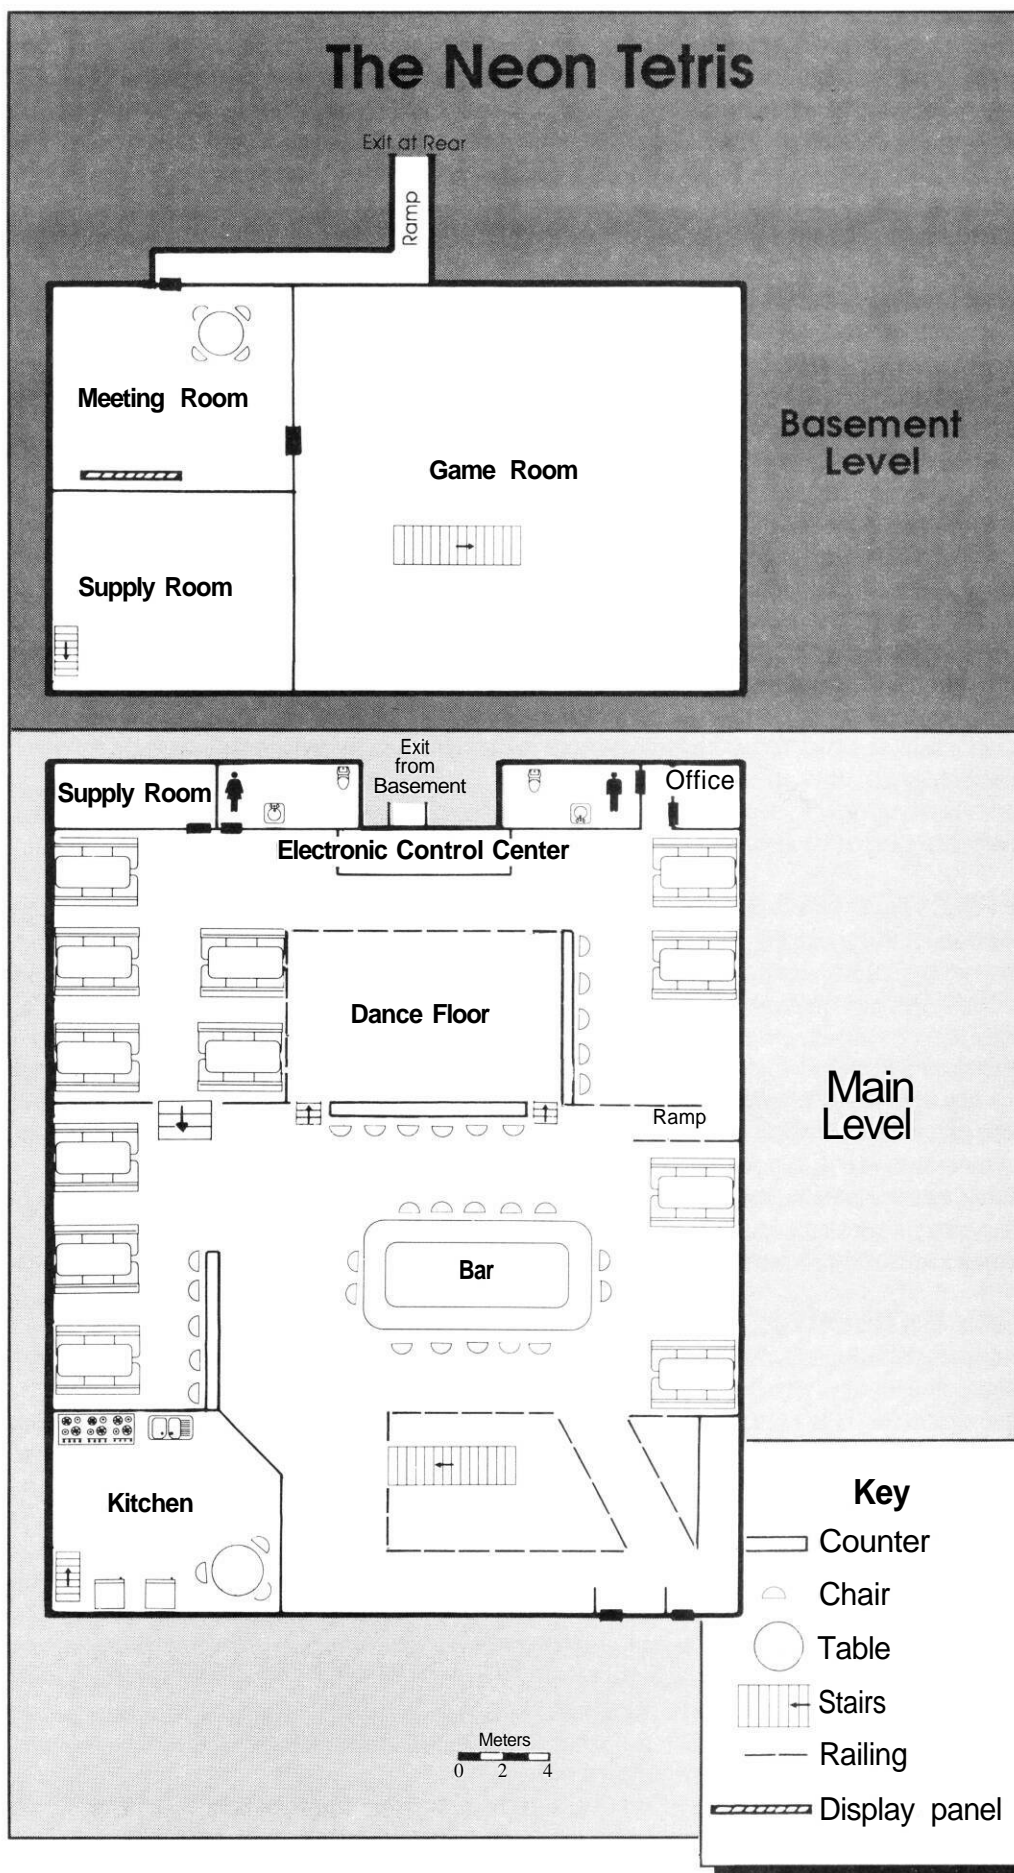 The Neon Tetris
Exit at Rear
Ramp
Meeting Room
Game Room
Basement
Level
Supply Room
Exit
from
Basement
Supply Room
Office
Electronic Control Center
Dance Floor
Main
Level
Ramp
Bar
Kitchen
Key
Counter
Chair
Table
Stairs
Railing
Display panel
Meters
0 2 4